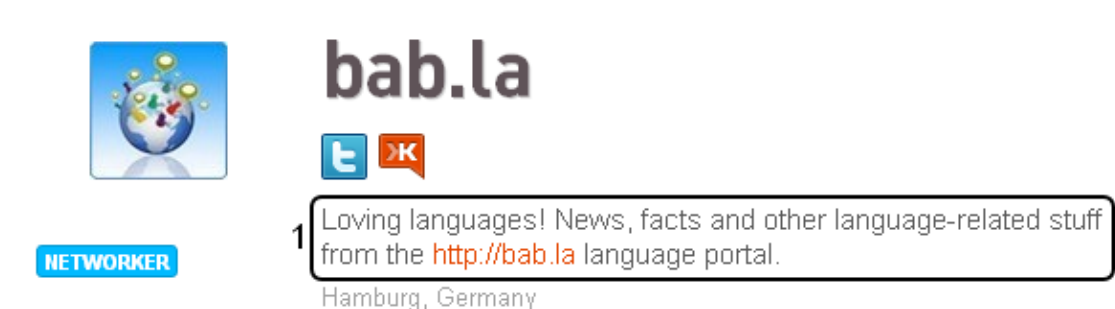 bab.la
t K
1 Loving languages! News, facts and other language-related stuff
from the http://bab.la language portal.
NETWORKER
Hamburg, Germany